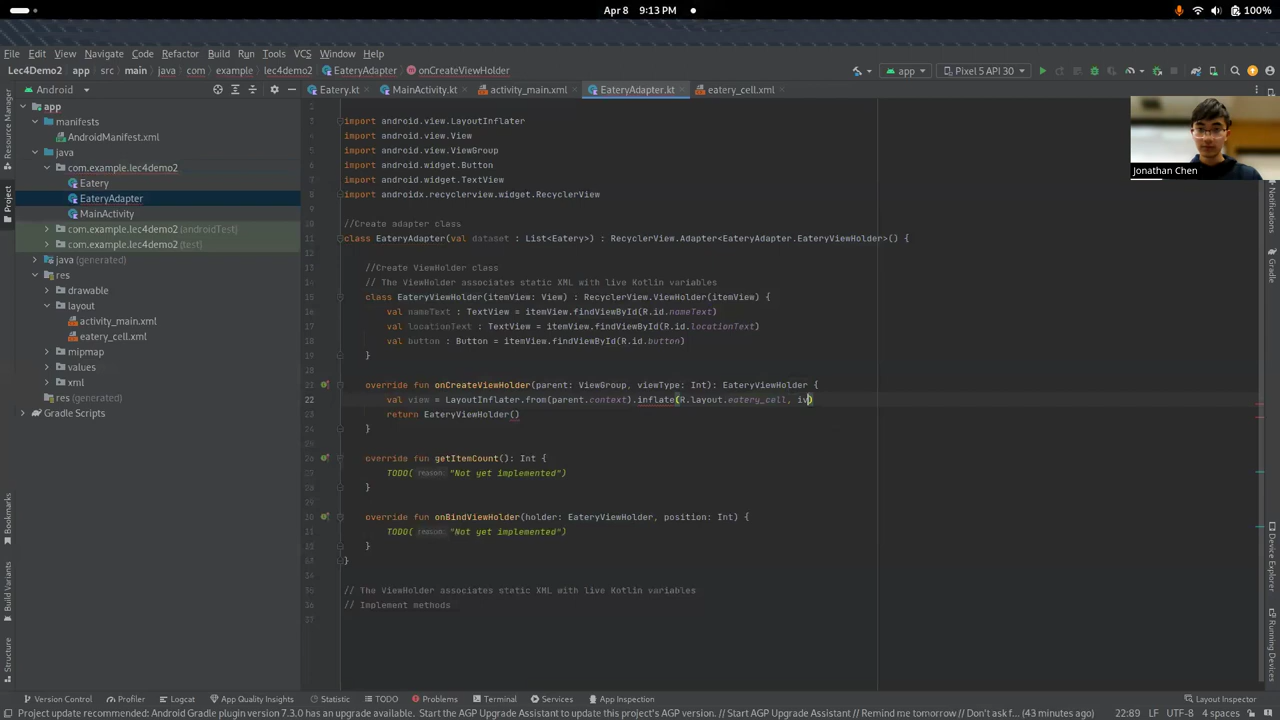 Apr 8 9:13 PM 100%
File Edit View Navigate Code Refactor Build Run Tools VCS Window Help
Lec4Demo2 app src main java com example lec4demo2 EateryAdapter onCreateViewHolder app Pixel 5 API 30
Android Eatery.kt MainActivity.kt activity_main.xml EateryAdapter.kt eatery_cell.xml
Resource Manager
Project
Bookmarks
Build Variants
Structure
app
manifests
AndroidManifest.xml
java
com.example.lec4demo2
Eatery
EateryAdapter
MainActivity
com.example.lec4demo2 (androidTest)
com.example.lec4demo2 (test)
java (generated)
res
drawable
layout
activity_main.xml
eatery_cell.xml
mipmap
values
xml
res (generated)
Gradle Scripts
import android.view.LayoutInflater
import android.view.View
import android.view.ViewGroup
import android.widget.Button
import android.widget.TextView
import androidx.recyclerview.widget.RecyclerView
//Create adapter class
class EateryAdapter(val dataset : List<Eatery>) : RecyclerView.Adapter<EateryAdapter.EateryViewHolder>() {
//Create ViewHolder class
// The ViewHolder associates static XML with live Kotlin variables
class EateryViewHolder(itemView: View) : RecyclerView.ViewHolder(itemView) {
val nameText : TextView = itemView.findViewById(R.id.nameText)
val locationText : TextView = itemView.findViewById(R.id.locationText)
val button : Button = itemView.findViewById(R.id.button)
}
override fun onCreateViewHolder(parent: ViewGroup, viewType: Int): EateryViewHolder {
val view = LayoutInflater.from(parent.context).inflate(R.layout.eatery_cell, iv)
return EateryViewHolder()
}
override fun getItemCount(): Int {
TODO( reason: "Not yet implemented")
}
override fun onBindViewHolder(holder: EateryViewHolder, position: Int) {
TODO( reason: "Not yet implemented")
}
}
// The ViewHolder associates static XML with live Kotlin variables
// Implement methods
Jonathan Chen
Notifications
Gradle
Device Explorer
Running Devices
Version Control Profiler Logcat App Quality Insights Statistic TODO Problems Terminal Services App Inspection Layout Inspector
Project update recommended: Android Gradle plugin version 7.3.0 has an upgrade available. Start the AGP Upgrade Assistant to update this project's AGP version. // Start AGP Upgrade Assistant // Remind me tomorrow // Don't ask f... (43 minutes ago) 22:89 LF UTF-8 4 spaces